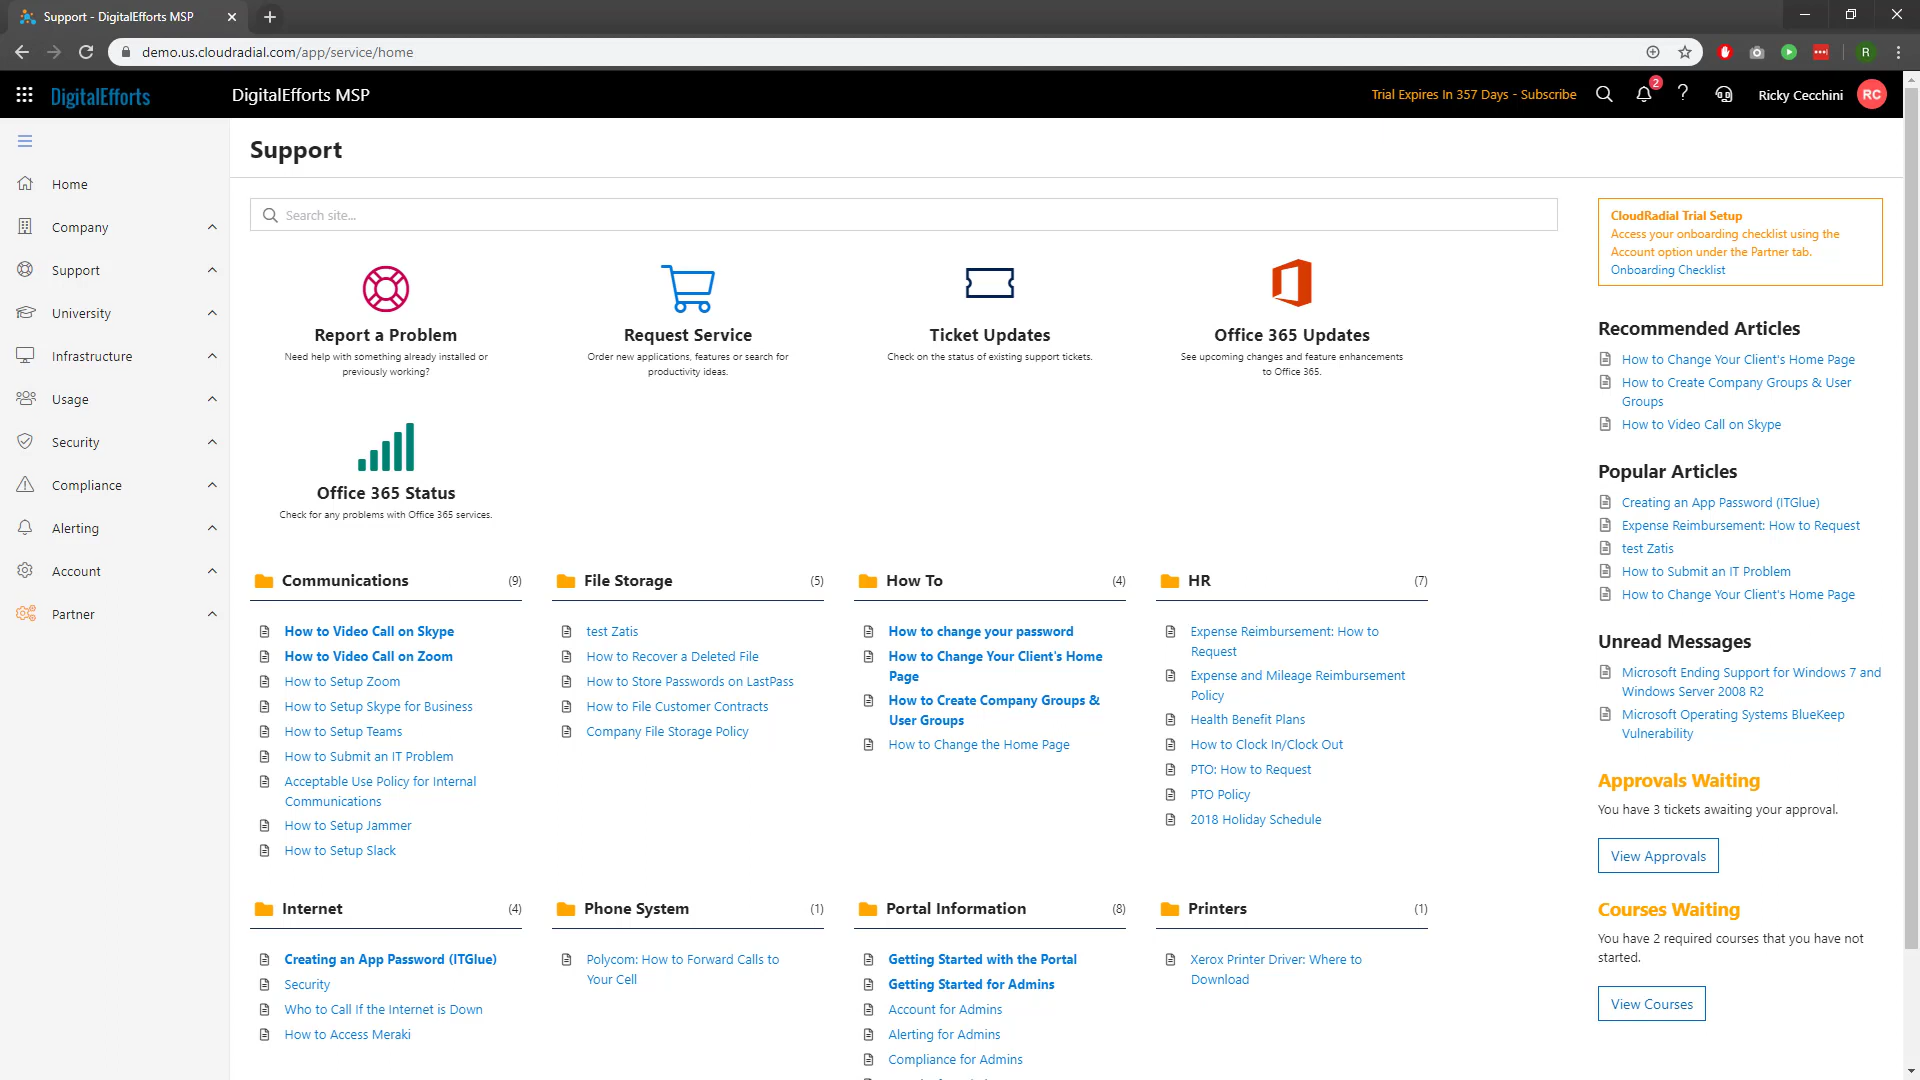 Support - DigitalEfforts MSP
demo.us.cloudradial.com/app/service/home
R
DigitalEfforts
DigitalEfforts MSP
Trial Expires In 357 Days - Subscribe
2
Ricky Cecchini
RC
Home
Company
Support
University
Infrastructure
Usage
Security
Compliance
Alerting
Account
Partner
Support
Search site...
Report a Problem
Need help with something already installed or
previously working?
Request Service
Order new applications, features or search for
productivity ideas.
Ticket Updates
Check on the status of existing support tickets.
Office 365 Updates
See upcoming changes and feature enhancements
to Office 365.
Office 365 Status
Check for any problems with Office 365 services.
Communications (9)
How to Video Call on Skype
How to Video Call on Zoom
How to Setup Zoom
How to Setup Skype for Business
How to Setup Teams
How to Submit an IT Problem
Acceptable Use Policy for Internal
Communications
How to Setup Jammer
How to Setup Slack
File Storage (5)
test Zatis
How to Recover a Deleted File
How to Store Passwords on LastPass
How to File Customer Contracts
Company File Storage Policy
How To (4)
How to change your password
How to Change Your Client's Home
Page
How to Create Company Groups &
User Groups
How to Change the Home Page
HR (7)
Expense Reimbursement: How to
Request
Expense and Mileage Reimbursement
Policy
Health Benefit Plans
How to Clock In/Clock Out
PTO: How to Request
PTO Policy
2018 Holiday Schedule
Internet (4)
Creating an App Password (ITGlue)
Security
Who to Call If the Internet is Down
How to Access Meraki
Phone System (1)
Polycom: How to Forward Calls to
Your Cell
Portal Information (8)
Getting Started with the Portal
Getting Started for Admins
Account for Admins
Alerting for Admins
Compliance for Admins
Printers (1)
Xerox Printer Driver: Where to
Download
CloudRadial Trial Setup
Access your onboarding checklist using the
Account option under the Partner tab.
Onboarding Checklist
Recommended Articles
How to Change Your Client's Home Page
How to Create Company Groups & User
Groups
How to Video Call on Skype
Popular Articles
Creating an App Password (ITGlue)
Expense Reimbursement: How to Request
test Zatis
How to Submit an IT Problem
How to Change Your Client's Home Page
Unread Messages
Microsoft Ending Support for Windows 7 and
Windows Server 2008 R2
Microsoft Operating Systems BlueKeep
Vulnerability
Approvals Waiting
You have 3 tickets awaiting your approval.
View Approvals
Courses Waiting
You have 2 required courses that you have not
started.
View Courses